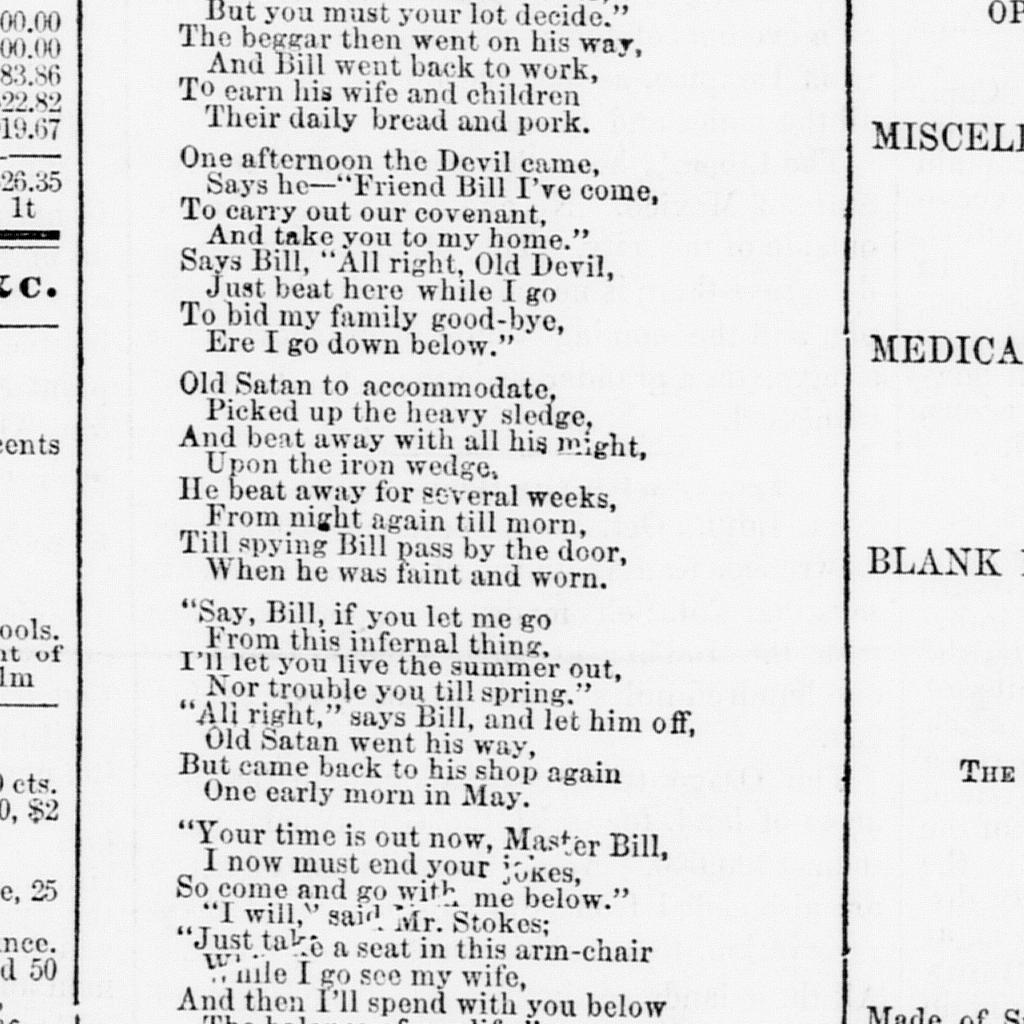 00.00
00.00
83.86
22.82
19.67
26.35
1t
&c.
cents
ools.
nt of
lm
0 cts.
0, $2
e, 25
ance.
d 50
But you must your lot decide."
The beggar then went on his way,
And Bill went back to work,
To earn his wife and children
Their daily bread and pork.
One afternoon the Devil came,
Says he—"Friend Bill I've come,
To carry out our covenant,
And take you to my home."
Says Bill, "All right, Old Devil,
Just beat here while I go
To bid my family good-bye,
Ere I go down below."
Old Satan to accommodate,
Picked up the heavy sledge,
And beat away with all his might,
Upon the iron wedge.
He beat away for several weeks,
From night again till morn,
Till spying Bill pass by the door,
When he was faint and worn.
"Say, Bill, if you let me go
From this infernal thing,
I'll let you live the summer out,
Nor trouble you till spring."
"All right," says Bill, and let him off,
Old Satan went his way,
But came back to his shop again
One early morn in May.
"Your time is out now, Master Bill,
I now must end your jokes,
So come and go with me below."
"I will," said Mr. Stokes;
"Just take a seat in this arm-chair
While I go see my wife,
And then I'll spend with you below
The balance of my life."
OP
MISCELL
MEDICA
BLANK
THE
Made of S